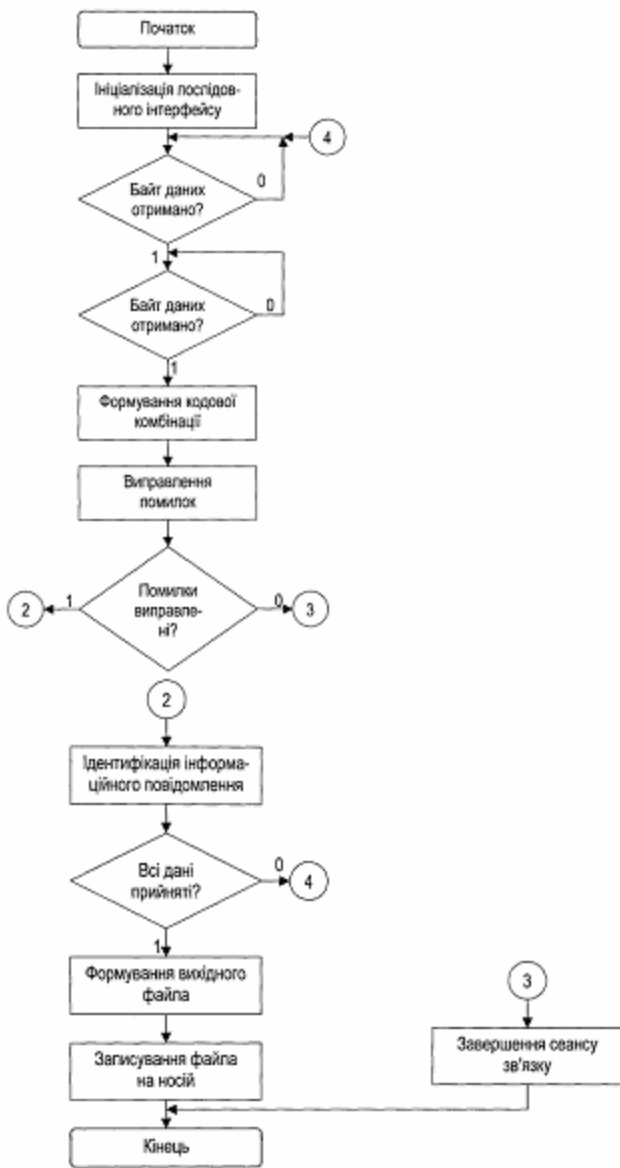 Початок
Ініціалізація послідов-
ного інтерфейсу
4
Байт даних
отримано?
0
1
Байт даних
отримано?
0
1
Формування кодової
комбінації
Виправлення
помилок
2
1
Помилки
виправле-
ні?
0
3
2
Ідентифікація інформа-
ційного повідомлення
Всі дані
прийняті?
0
4
1
Формування вихідного
файла
3
Записування файла
на носій
Завершення сеансу
зв'язку
Кінець